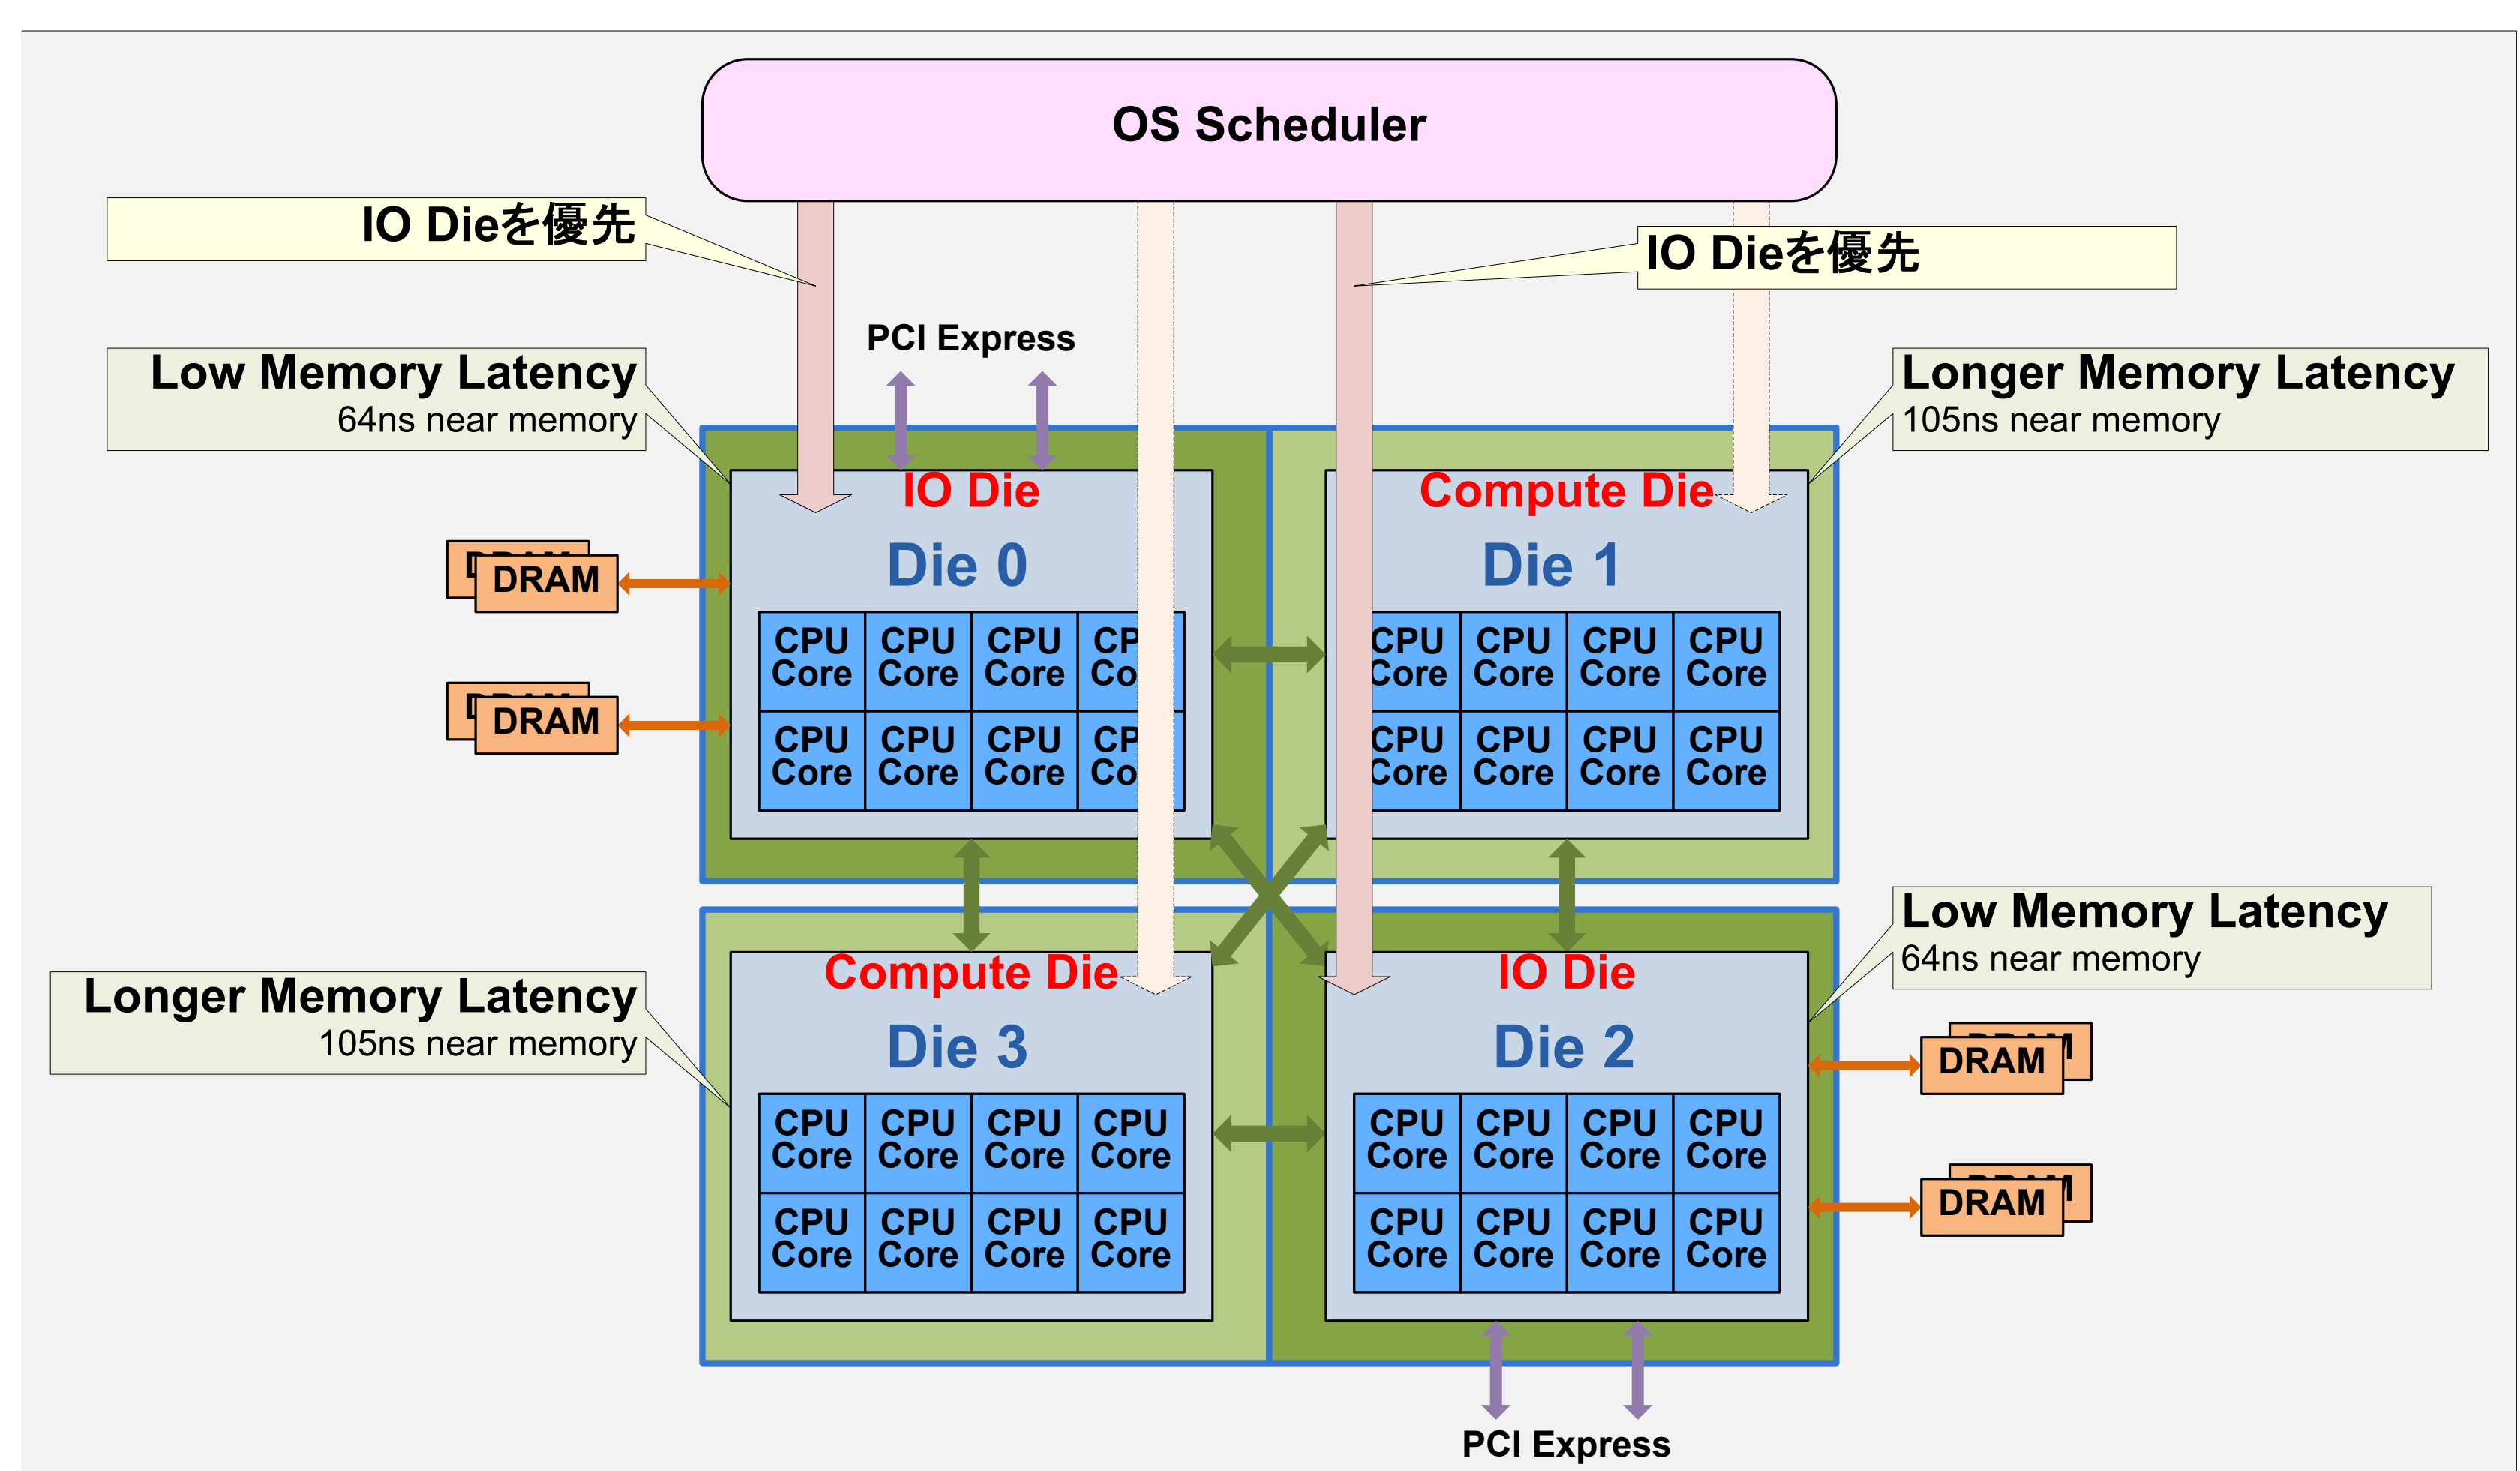 OS Scheduler
IO Dieを優先
IO Dieを優先
PCI Express
Low Memory Latency
64ns near memory
Longer Memory Latency
105ns near memory
IO Die
Compute Die
Die 0
Die 1
DRAM
DRAM
CPU CPU CPU CP
Core Core Core Co
CPU CPU CPU CP
Core Core Core Co
CPU CPU CPU CPU
Core Core Core Core
CPU CPU CPU CPU
Core Core Core Core
Low Memory Latency
64ns near memory
Longer Memory Latency
105ns near memory
Compute Die
IO Die
Die 3
Die 2
CPU CPU CPU CPU
Core Core Core Core
CPU CPU CPU CPU
Core Core Core Core
CPU CPU CPU CPU
Core Core Core Core
CPU CPU CPU CPU
Core Core Core Core
DRAM
DRAM
PCI Express